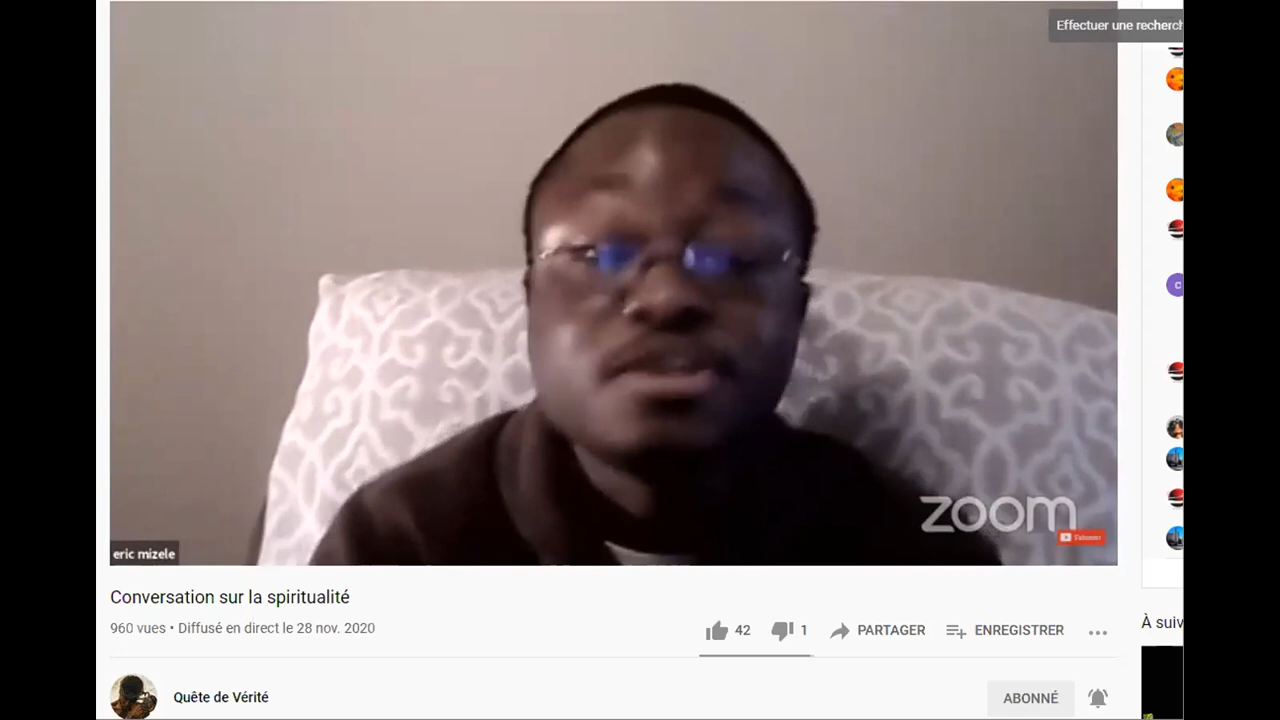 Effectuer une recherch
c
zoom
S'abonner
eric mizele
Conversation sur la spiritualité
960 vues • Diffusé en direct le 28 nov. 2020
42 1 PARTAGER ENREGISTRER
À suiv
Quête de Vérité
ABONNÉ